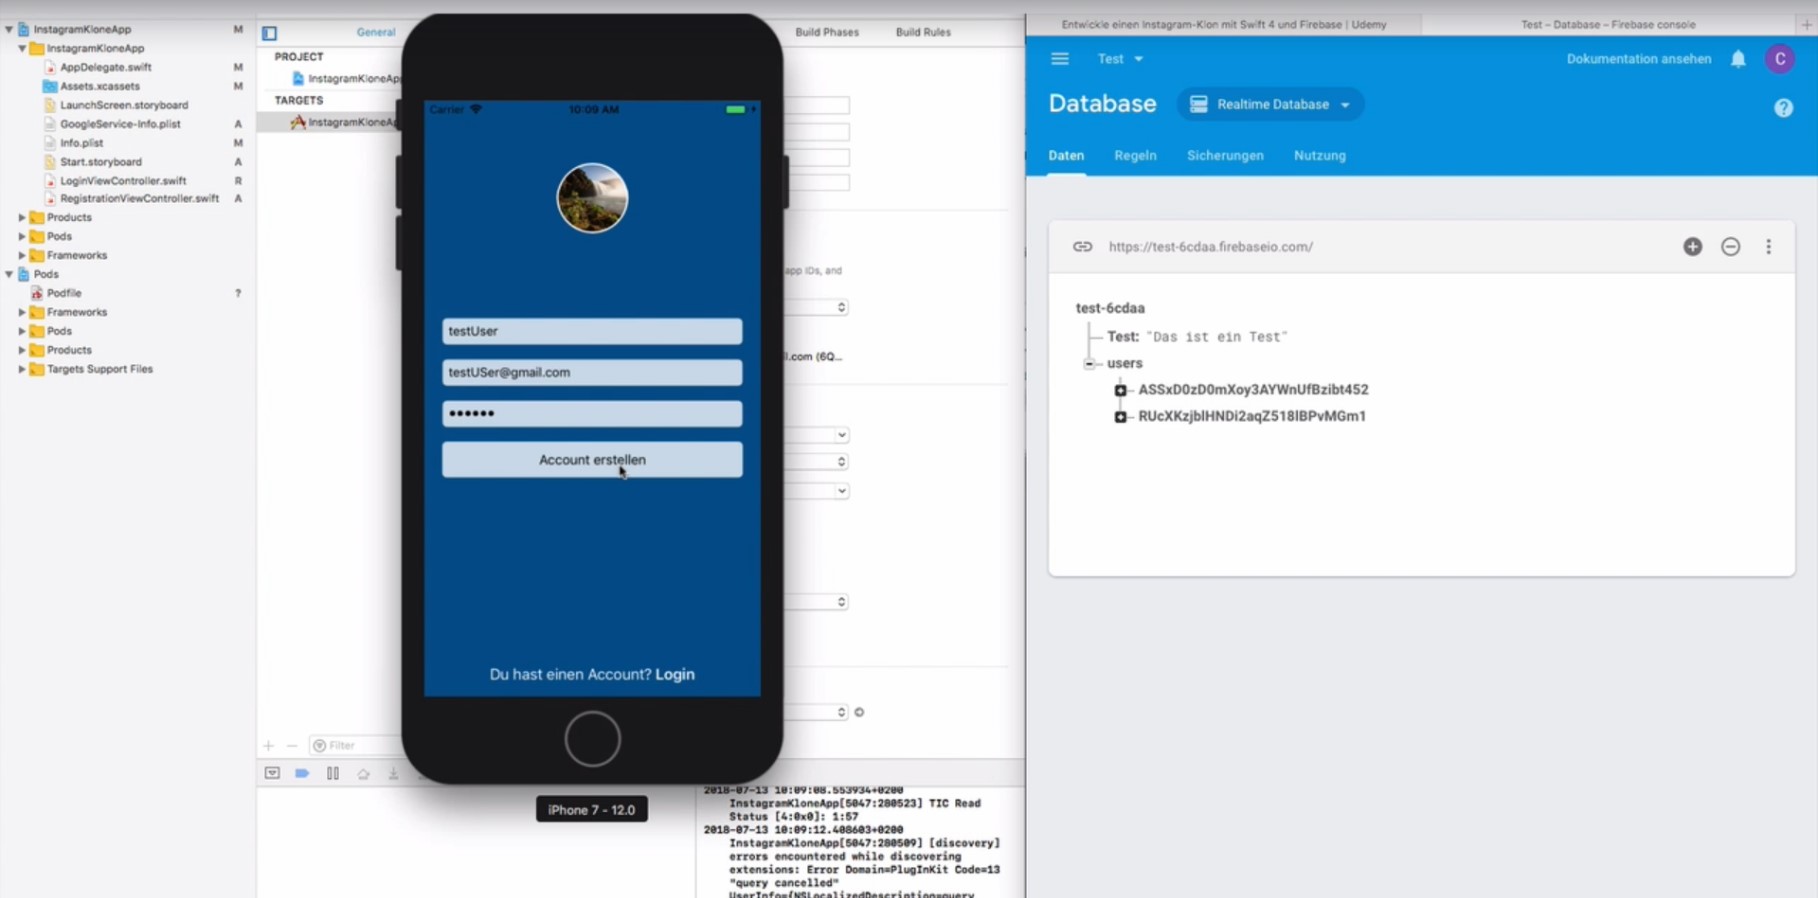 InstagramKloneApp M
InstagramKloneApp
AppDelegate.swift M
Assets.xcassets M
LaunchScreen.storyboard
GoogleService-Info.plist A
Info.plist M
Start.storyboard A
LoginViewController.swift R
RegistrationViewController.swift A
Products
Pods
Frameworks
Pods
Podfile ?
Frameworks
Pods
Products
Targets Support Files
General
Build Phases
Build Rules
PROJECT
InstagramKloneApp
TARGETS
InstagramKloneAp
app IDs, and
l.com (6Q...
Filter
Carrier 10:09 AM
testUser
testUSer@gmail.com
••••••
Account erstellen
Du hast einen Account? Login
iPhone 7 - 12.0
2018-07-13 10:09:08.553934+0200
InstagramKloneApp[5047:280523] TIC Read
Status [4:0x0]: 1:57
2018-07-13 10:09:12.408603+0200
InstagramKloneApp[5047:280509] [discovery]
errors encountered while discovering
extensions: Error Domain=PlugInKit Code=13
"query cancelled"
UserInfo={NSLocalizedDescription=query
Entwickle einen Instagram-Klon mit Swift 4 und Firebase | Udemy
Test – Database – Firebase console
Test
Dokumentation ansehen
C
Database
Realtime Database
?
Daten
Regeln
Sicherungen
Nutzung
https://test-6cdaa.firebaseio.com/
test-6cdaa
Test: "Das ist ein Test"
users
ASSxD0zD0mXoy3AYWnUfBzibt452
RUcXKzjblHNDi2aqZ518lBPvMGm1